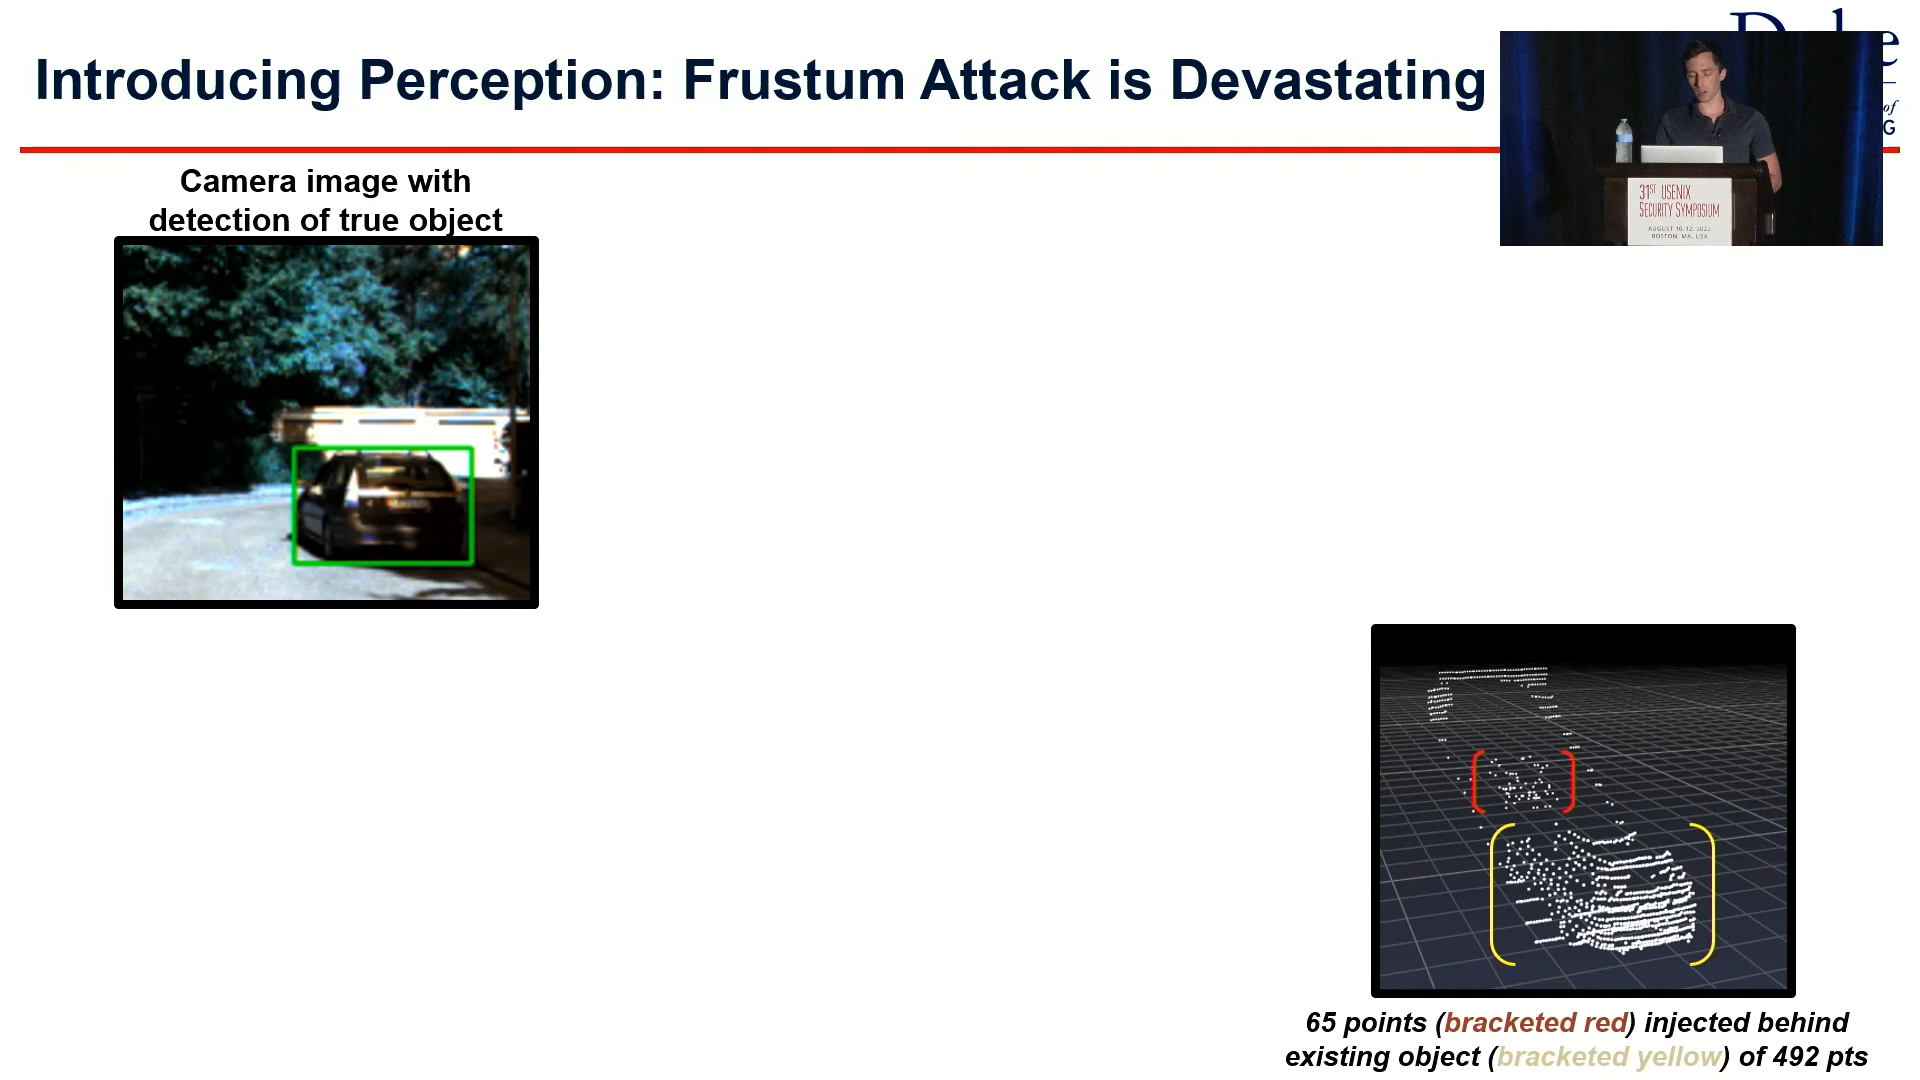 Introducing Perception: Frustum Attack is Devastating
of
G
31ST USENIX
SECURITY SYMPOSIUM
AUGUST 10-12, 2022
BOSTON, MA, USA
Camera image with
detection of true object
65 points (bracketed red) injected behind
existing object (bracketed yellow) of 492 pts